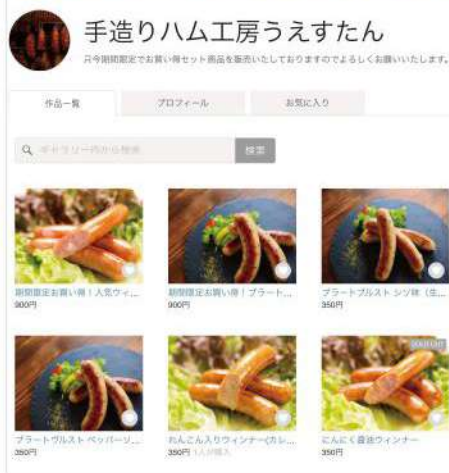 手造りハム工房うえすたん
只今期間限定でお買い得セット商品を販売いたしておりますのでよろしくお願いいたします。
作品一覧
プロフィール
お気に入り
ギャラリー内から検索
検索
期間限定お買い得!人気ウィ...
900円
期間限定お買い得!ブラート...
900円
ブラートブルスト シソ味(生...
350円
ブラートヴルスト ペッパーソ...
350円
れんこん入りウィンナー(カレ...
350円 1人が購入
SOLD OUT
にんにく醤油ウィンナー
350円